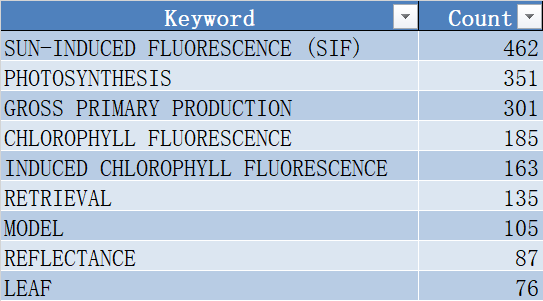 Keyword Count
SUN-INDUCED FLUORESCENCE (SIF) 462
PHOTOSYNTHESIS 351
GROSS PRIMARY PRODUCTION 301
CHLOROPHYLL FLUORESCENCE 185
INDUCED CHLOROPHYLL FLUORESCENCE 163
RETRIEVAL 135
MODEL 105
REFLECTANCE 87
LEAF 76